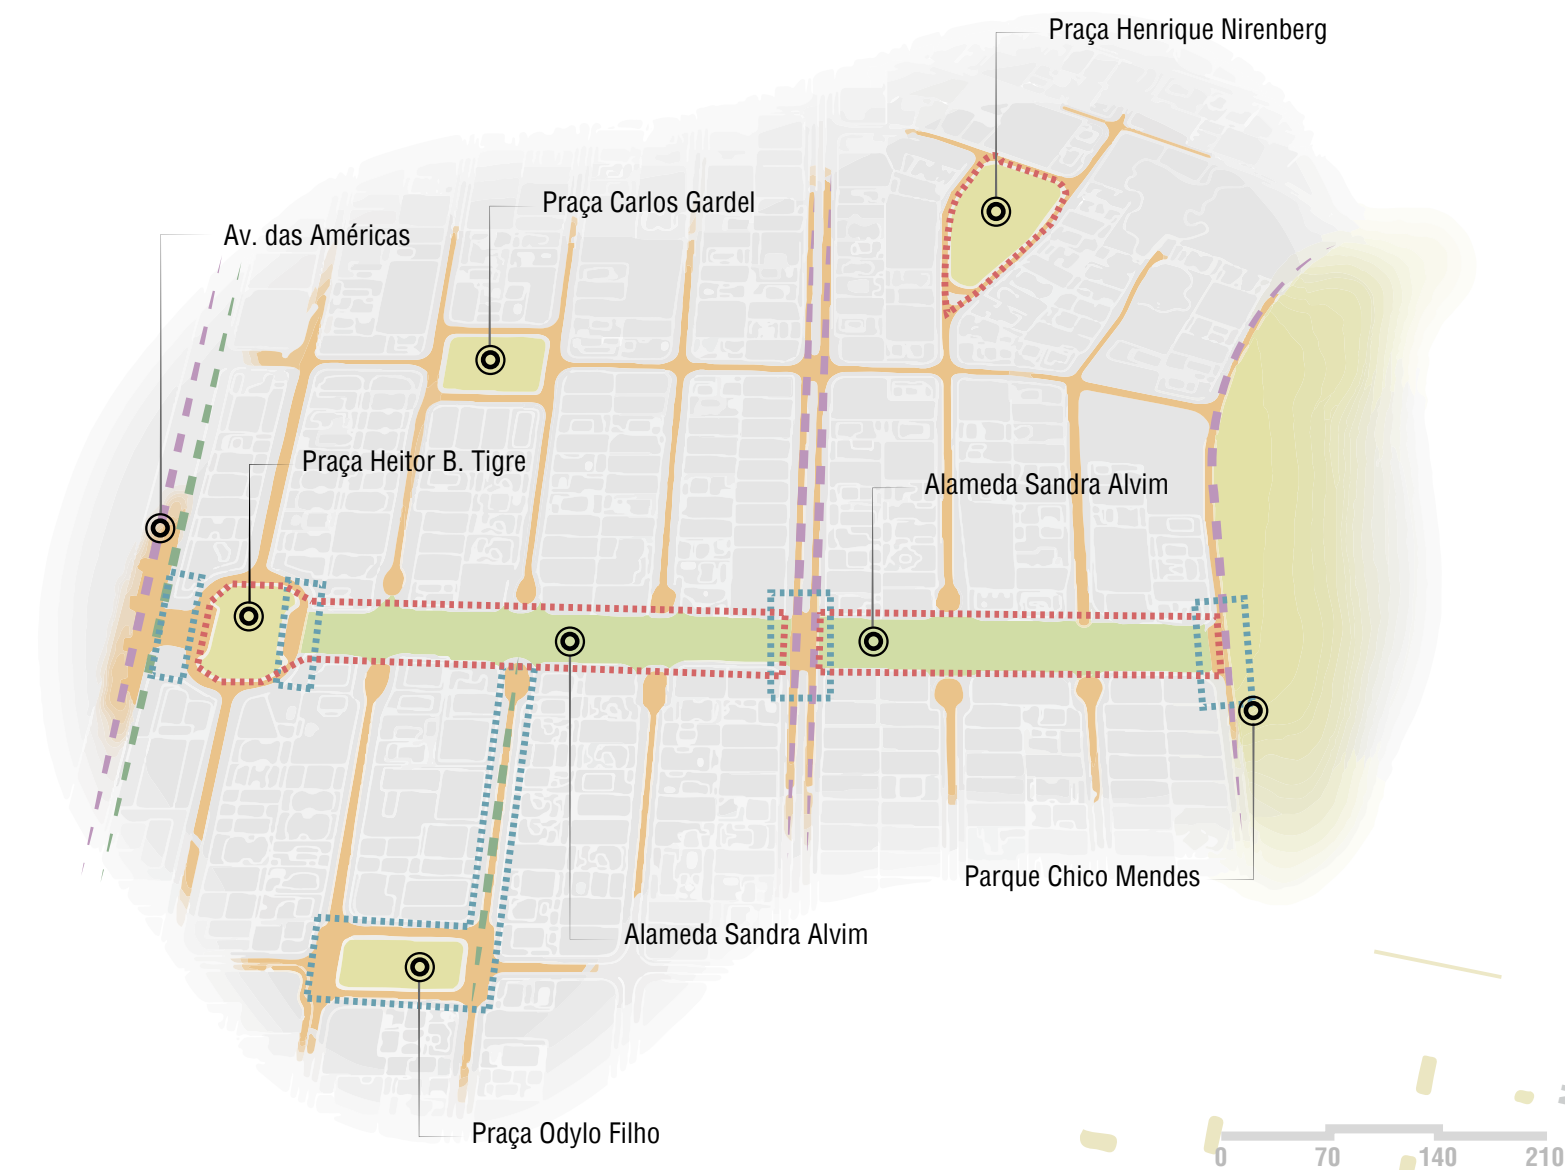 Praça Henrique Nirenberg
Praça Carlos Gardel
Av. das Américas
Praça Heitor B. Tigre
Alameda Sandra Alvim
Parque Chico Mendes
Alameda Sandra Alvim
Praça Odylo Filho
0 70 140 210